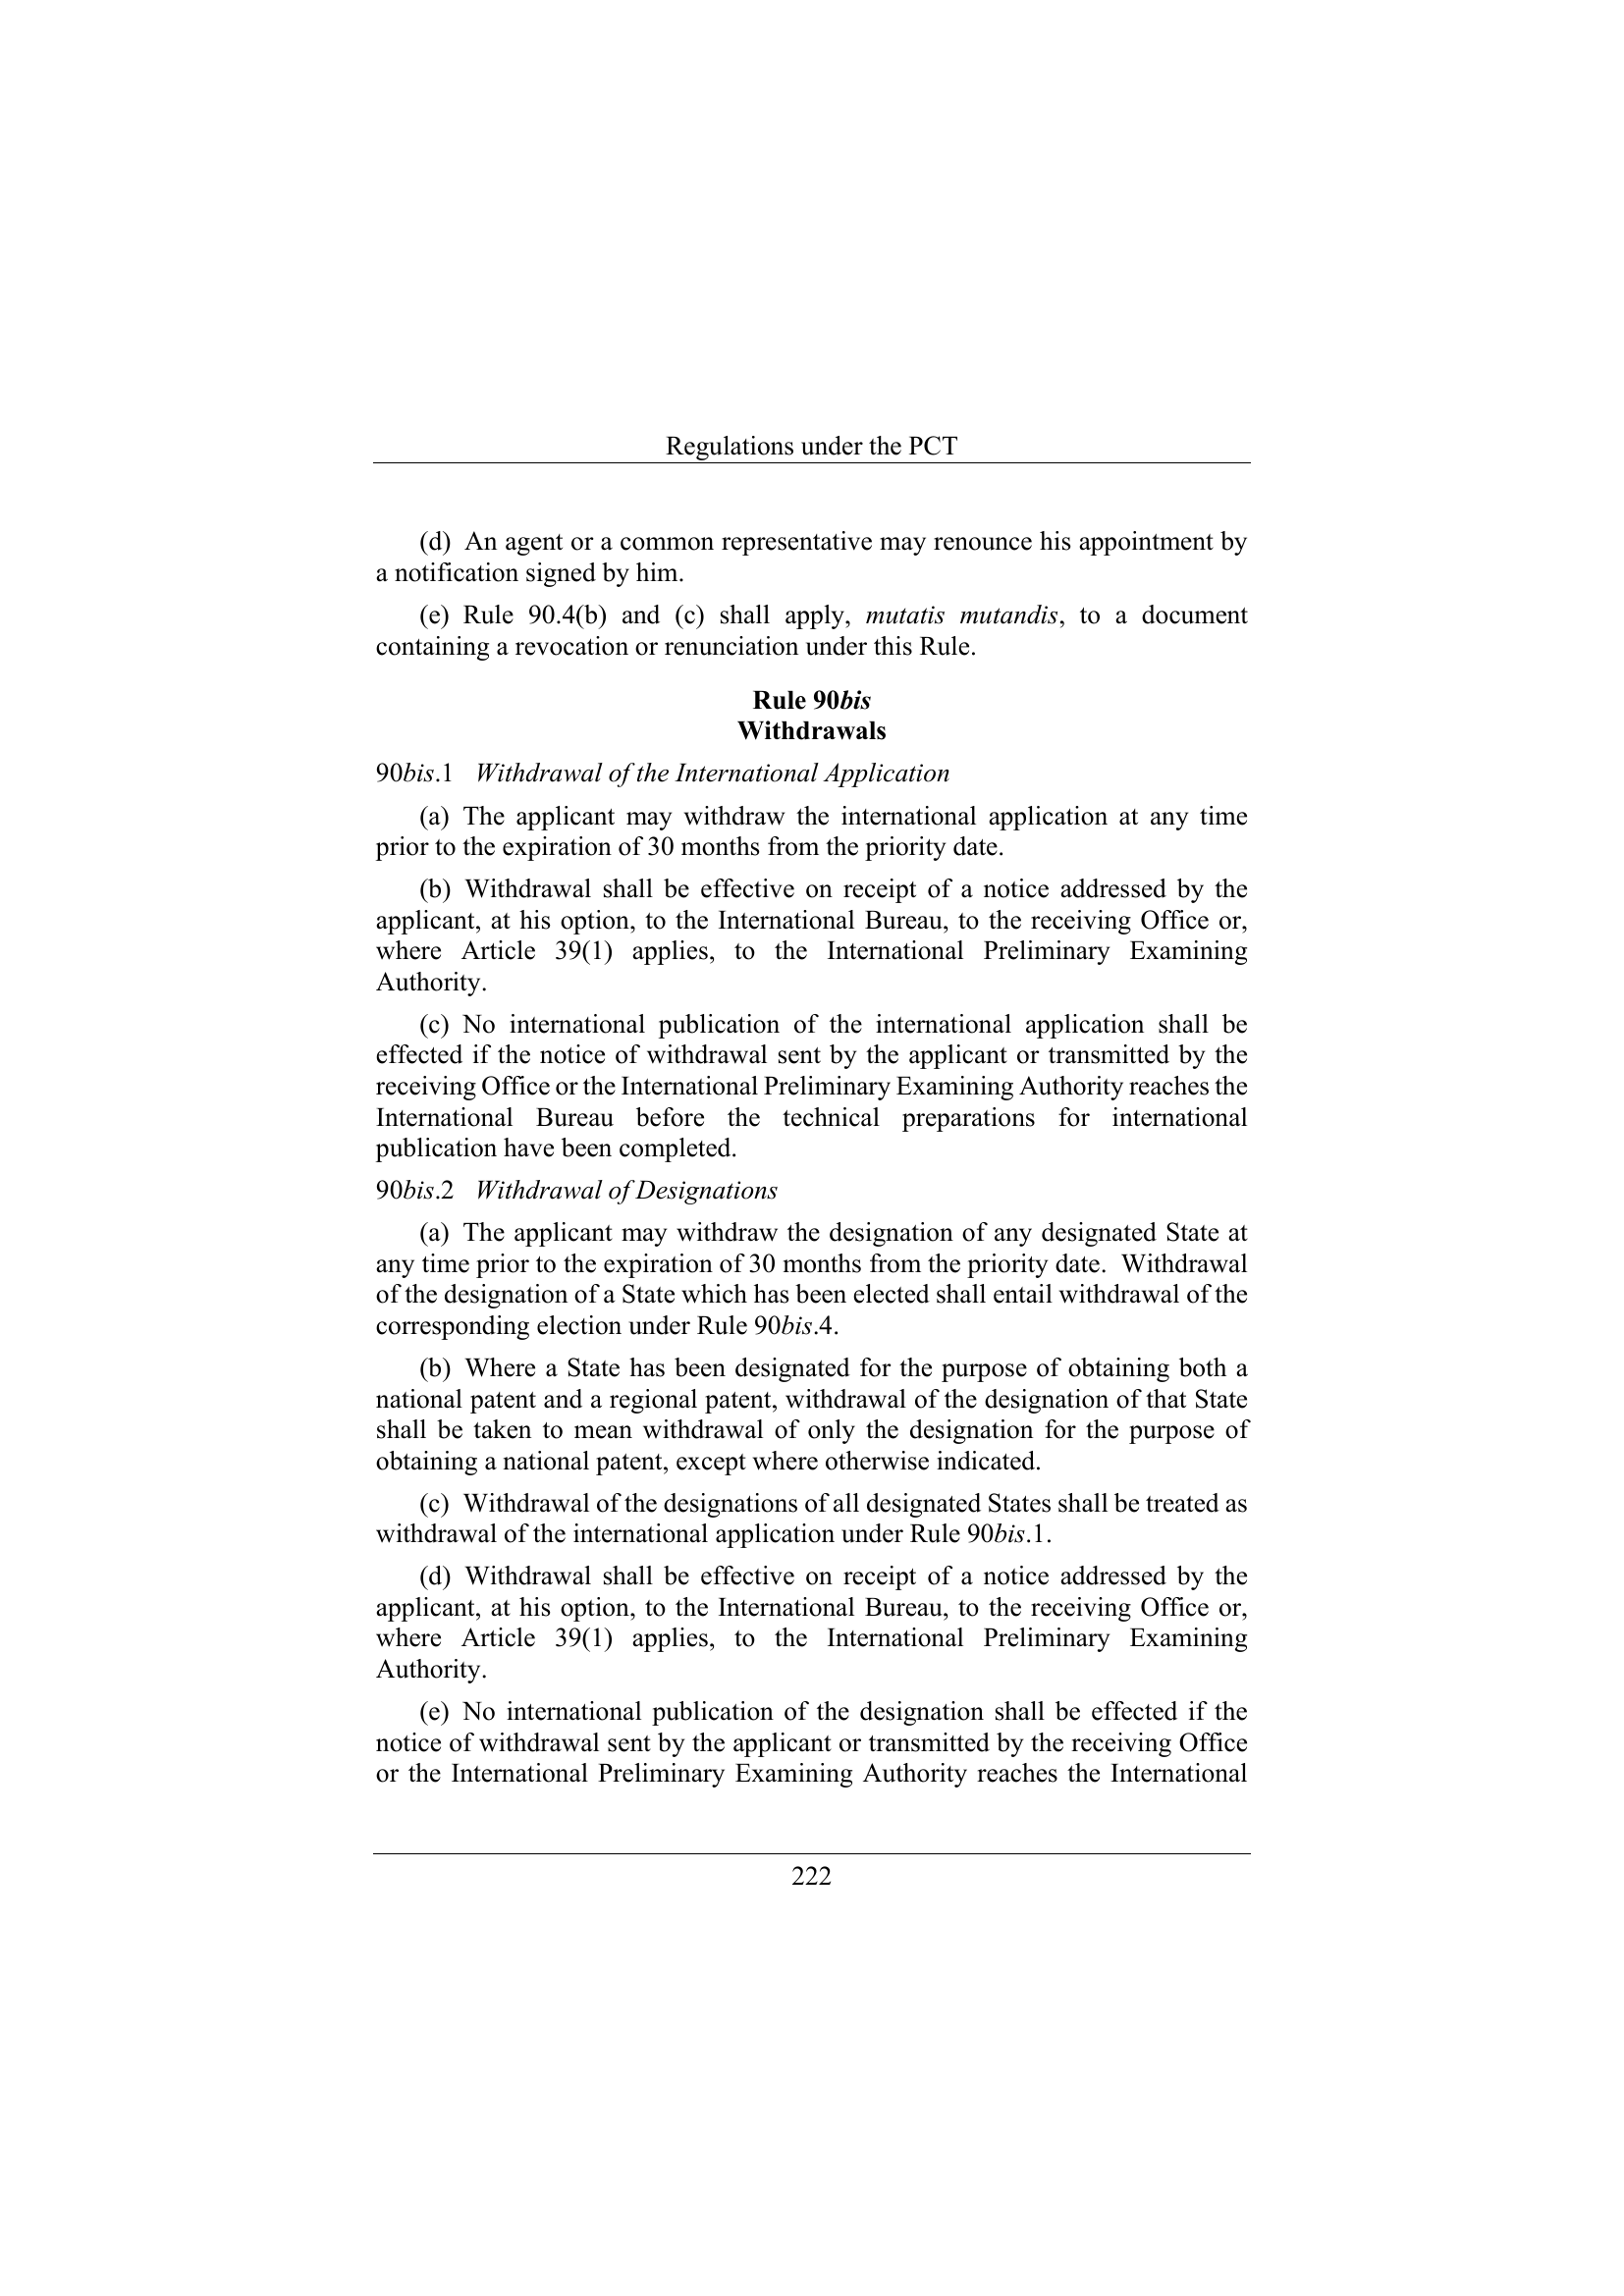 Regulations under the PCT
(d) An agent or a common representative may renounce his appointment by
a notification signed by him.
(e) Rule 90.4(b) and (c) shall apply, mutatis mutandis, to a document
containing a revocation or renunciation under this Rule.
Rule 90bis
Withdrawals
90bis.1 Withdrawal of the International Application
(a) The applicant may withdraw the international application at any time
prior to the expiration of 30 months from the priority date.
(b) Withdrawal shall be effective on receipt of a notice addressed by the
applicant, at his option, to the International Bureau, to the receiving Office or,
where Article 39(1) applies, to the International Preliminary Examining
Authority.
(c) No international publication of the international application shall be
effected if the notice of withdrawal sent by the applicant or transmitted by the
receiving Office or the International Preliminary Examining Authority reaches the
International Bureau before the technical preparations for international
publication have been completed.
90bis.2 Withdrawal of Designations
(a) The applicant may withdraw the designation of any designated State at
any time prior to the expiration of 30 months from the priority date. Withdrawal
of the designation of a State which has been elected shall entail withdrawal of the
corresponding election under Rule 90bis.4.
(b) Where a State has been designated for the purpose of obtaining both a
national patent and a regional patent, withdrawal of the designation of that State
shall be taken to mean withdrawal of only the designation for the purpose of
obtaining a national patent, except where otherwise indicated.
(c) Withdrawal of the designations of all designated States shall be treated as
withdrawal of the international application under Rule 90bis.1.
(d) Withdrawal shall be effective on receipt of a notice addressed by the
applicant, at his option, to the International Bureau, to the receiving Office or,
where Article 39(1) applies, to the International Preliminary Examining
Authority.
(e) No international publication of the designation shall be effected if the
notice of withdrawal sent by the applicant or transmitted by the receiving Office
or the International Preliminary Examining Authority reaches the International
222